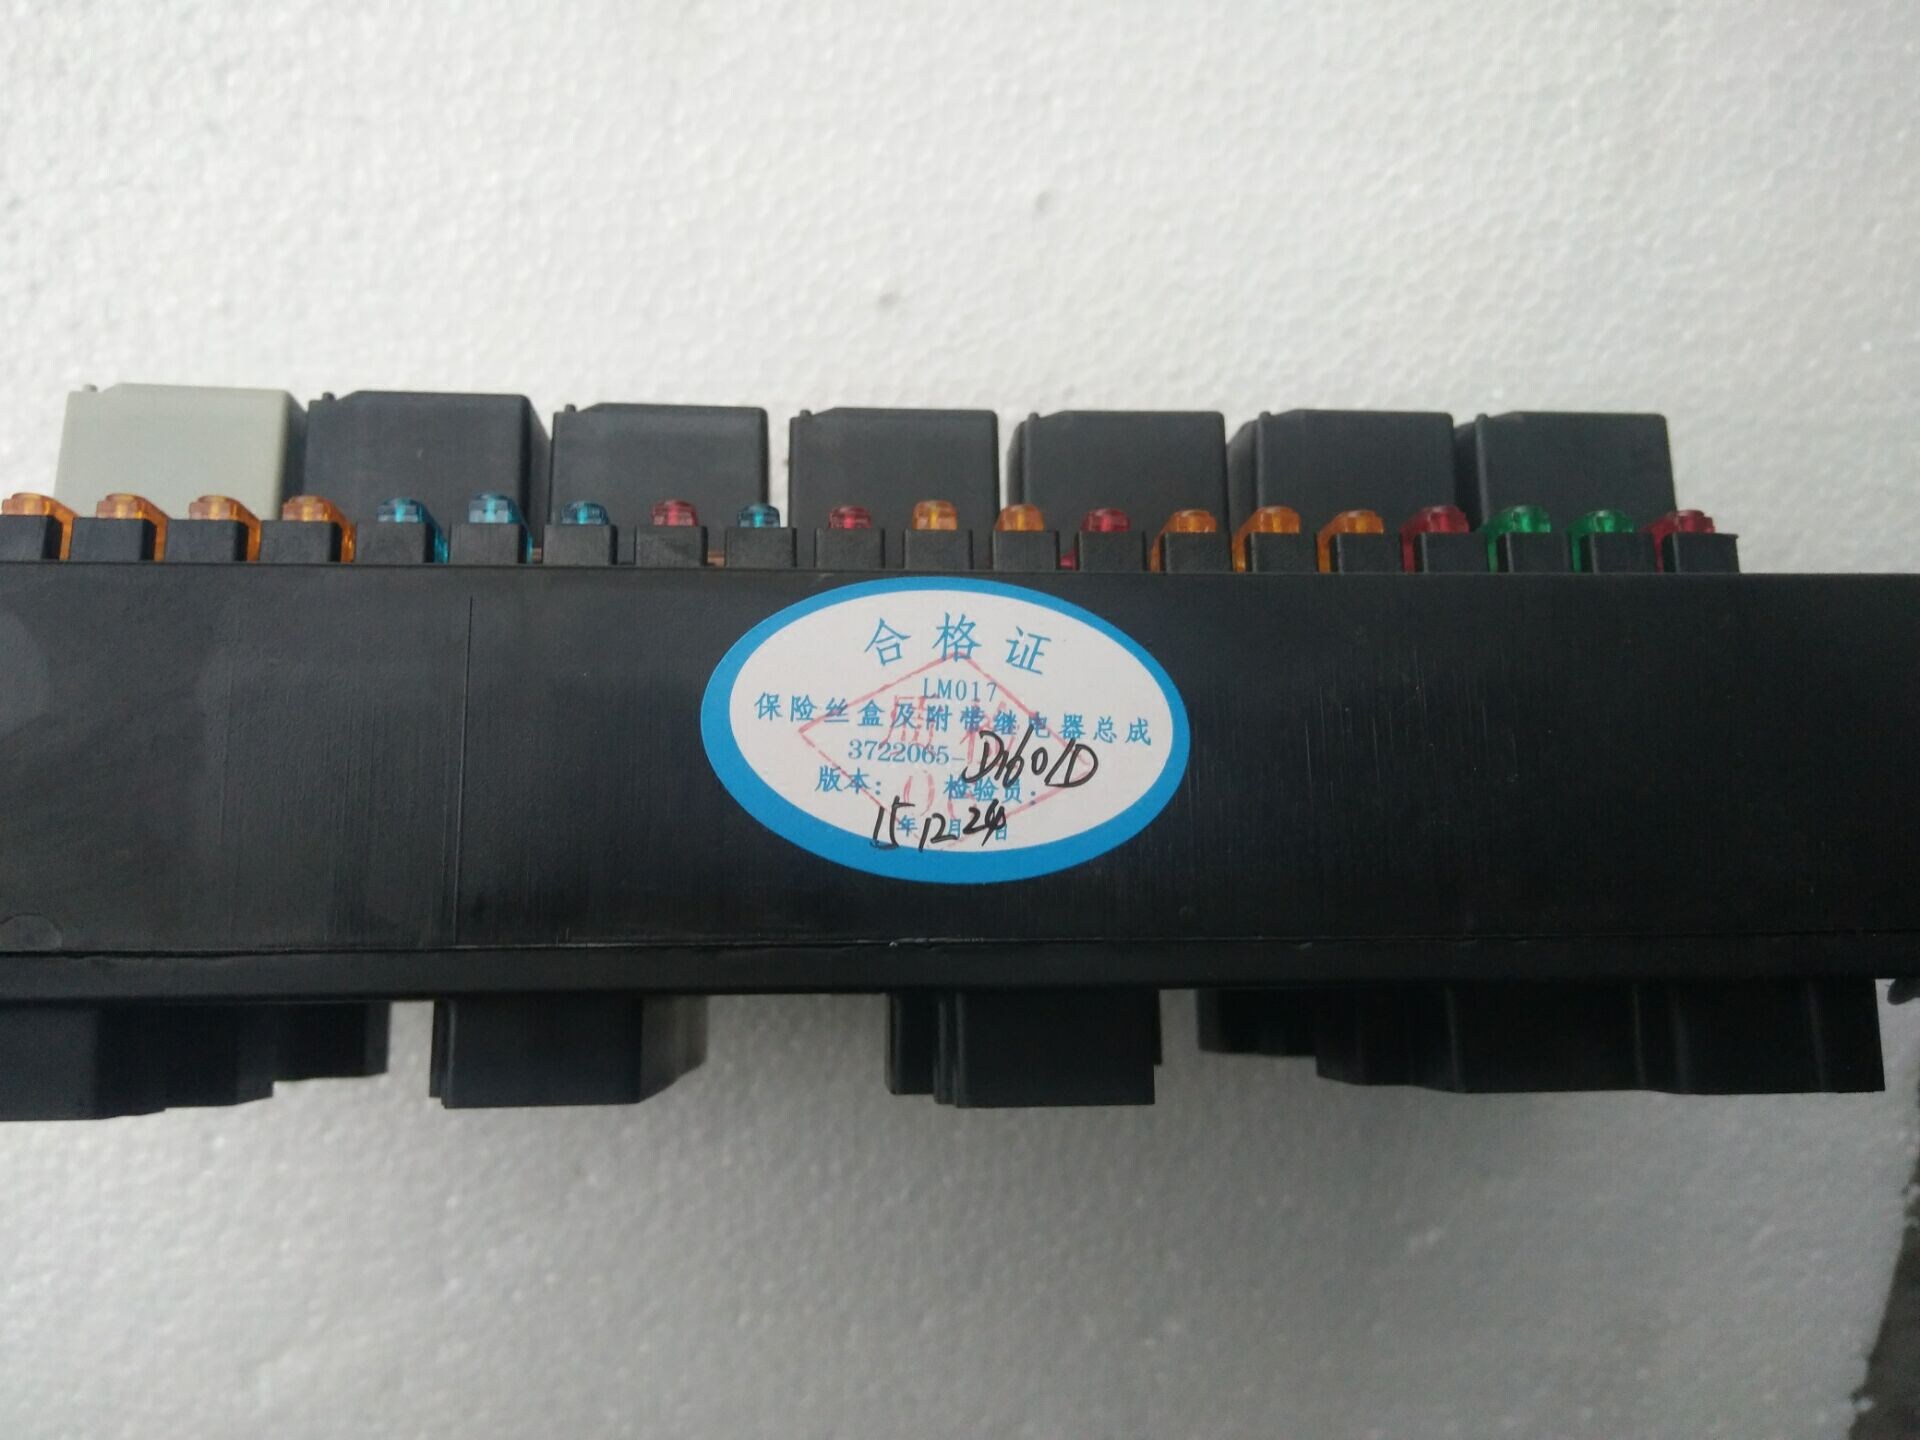 合格证
LM017
保险丝盒及附带继电器总成
3722065-
版本: 检验员:
15年12月24日